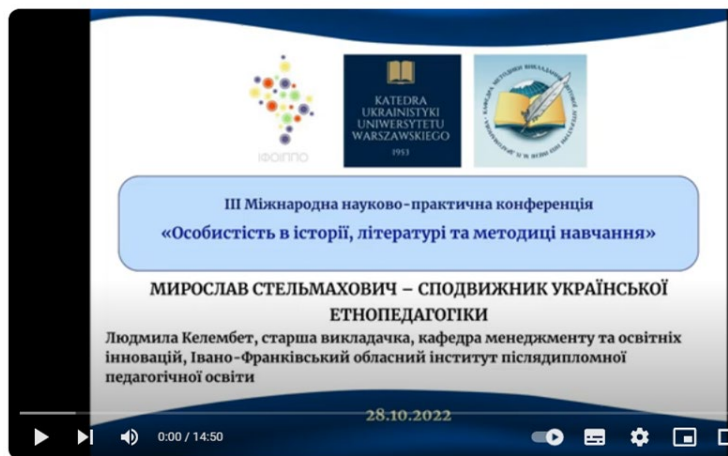 ІФОІППО
KATEDRA
UKRAINISTYKI
UNIWERSYTETU
WARSZAWSKIEGO
1953
ІІІ Міжнародна науково-практична конференція
«Особистість в історії, літературі та методиці навчання»
МИРОСЛАВ СТЕЛЬМАХОВИЧ – СПОДВИЖНИК УКРАЇНСЬКОЇ
ЕТНОПЕДАГОГІКИ
Людмила Келембет, старша викладачка, кафедра менеджменту та освітніх
інновацій, Івано-Франківський обласний інститут післядипломної
педагогічної освіти
28.10.2022
0:00 / 14:50